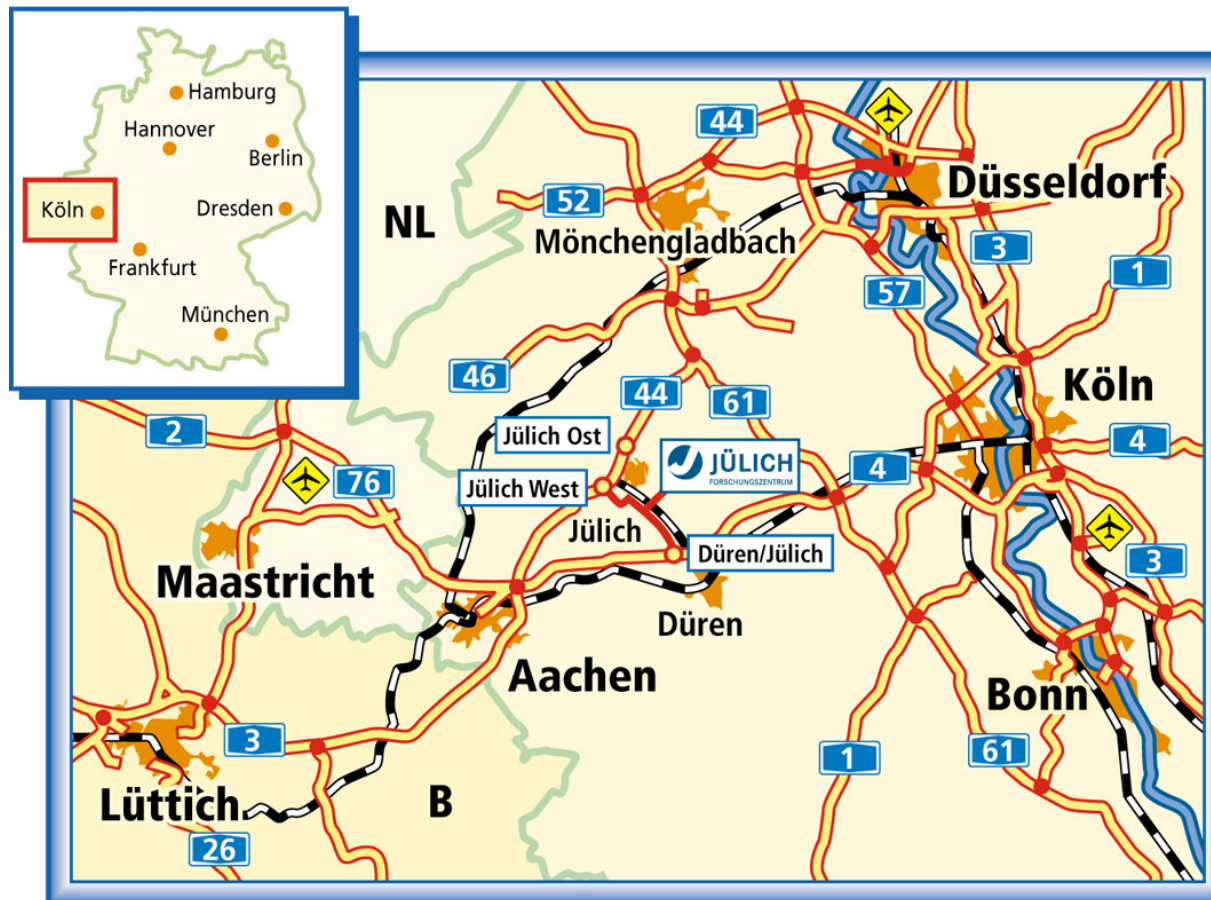 Hamburg
Hannover
Berlin
Köln
Dresden
Frankfurt
München
44
52
NL
Düsseldorf
Mönchengladbach
3
1
57
46
44
61
Köln
2
Jülich Ost
4
76
Jülich West
JÜLICH
FORSCHUNGSZENTRUM
4
Jülich
Düren/Jülich
3
Maastricht
Düren
Aachen
Bonn
3
1
61
Lüttich
B
26